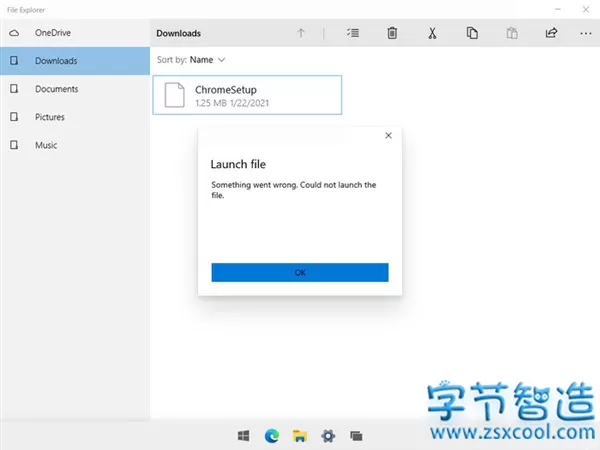 File Explorer
OneDrive
Downloads
Documents
Pictures
Music
Downloads
Sort by: Name
ChromeSetup
1.25 MB 1/22/2021
Launch file
Something went wrong. Could not launch the
file.
OK
字节智造
www.zsxcool.com